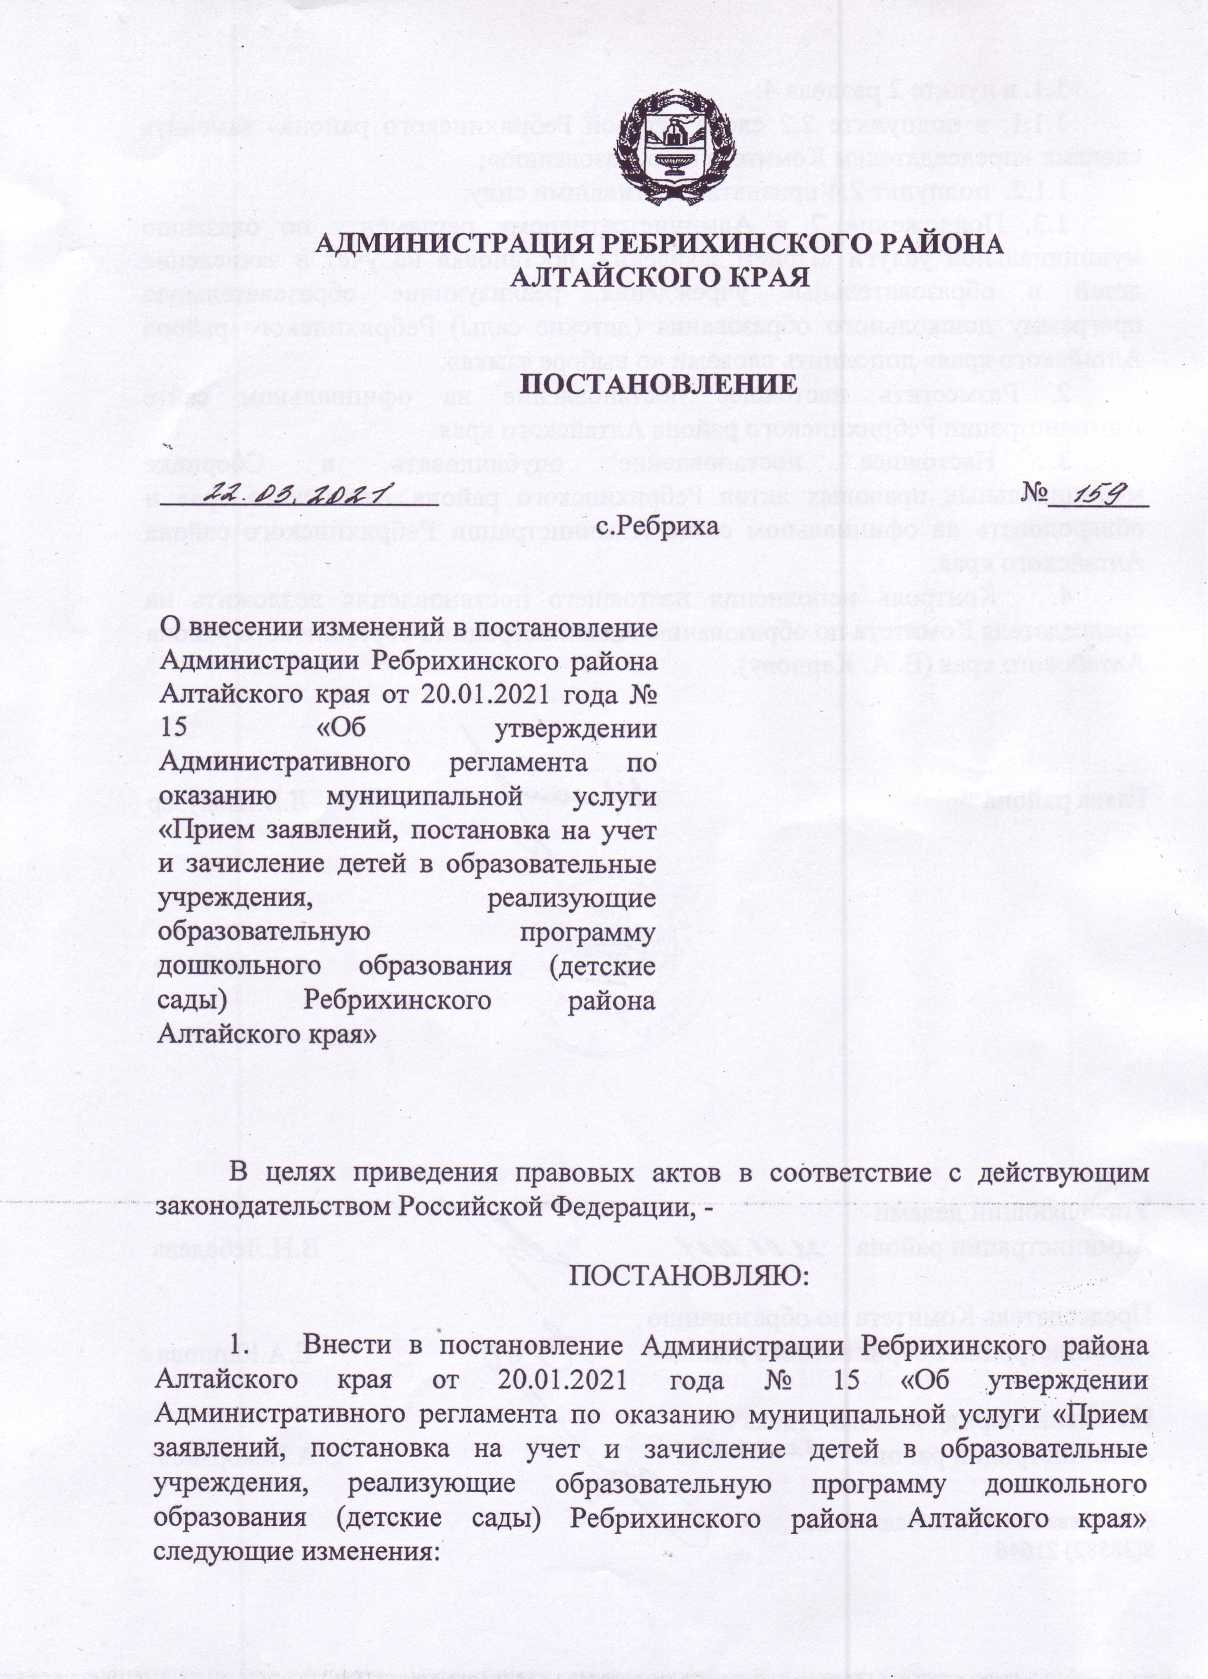 АДМИНИСТРАЦИЯ РЕБРИХИНСКОГО РАЙОНА
АЛТАЙСКОГО КРАЯ
ПОСТАНОВЛЕНИЕ
22.03.2021 № 159
с.Ребриха
О внесении изменений в постановление
Администрации Ребрихинского района
Алтайского края от 20.01.2021 года №
15 «Об утверждении
Административного регламента по
оказанию муниципальной услуги
«Прием заявлений, постановка на учет
и зачисление детей в образовательные
учреждения, реализующие
образовательную программу
дошкольного образования (детские
сады) Ребрихинского района
Алтайского края»
В целях приведения правовых актов в соответствие с действующим
законодательством Российской Федерации, -
ПОСТАНОВЛЯЮ:
1. Внести в постановление Администрации Ребрихинского района
Алтайского края от 20.01.2021 года № 15 «Об утверждении
Административного регламента по оказанию муниципальной услуги «Прием
заявлений, постановка на учет и зачисление детей в образовательные
учреждения, реализующие образовательную программу дошкольного
образования (детские сады) Ребрихинского района Алтайского края»
следующие изменения: